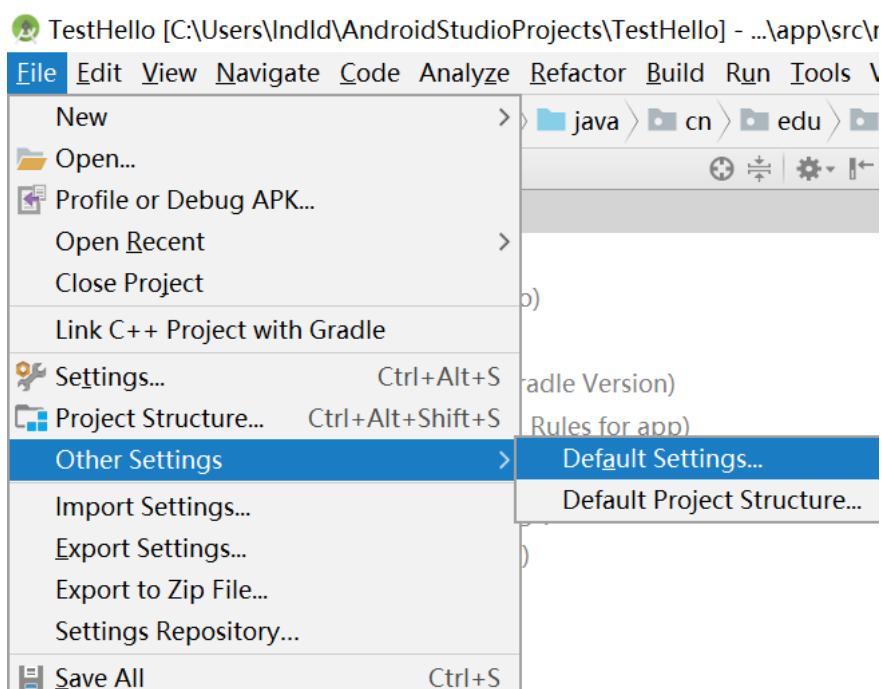 TestHello [C:\Users\lndld\AndroidStudioProjects\TestHello] - ...\app\src\
File Edit View Navigate Code Analyze Refactor Build Run Tools
New
java cn edu
Open...
Profile or Debug APK...
Open Recent
Close Project
Link C++ Project with Gradle
Settings... Ctrl+Alt+S
adle Version)
Project Structure... Ctrl+Alt+Shift+S
Rules for app)
Other Settings
Default Settings...
Default Project Structure...
Import Settings...
Export Settings...
Export to Zip File...
Settings Repository...
Save All Ctrl+S